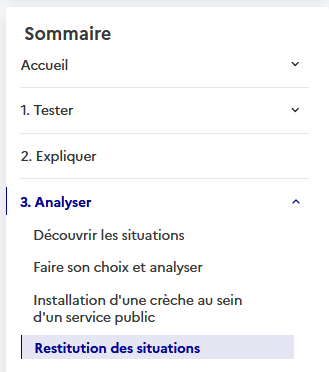 Sommaire
Accueil
1. Tester
2. Expliquer
3. Analyser
Découvrir les situations
Faire son choix et analyser
Installation d'une crèche au sein
d'un service public
Restitution des situations